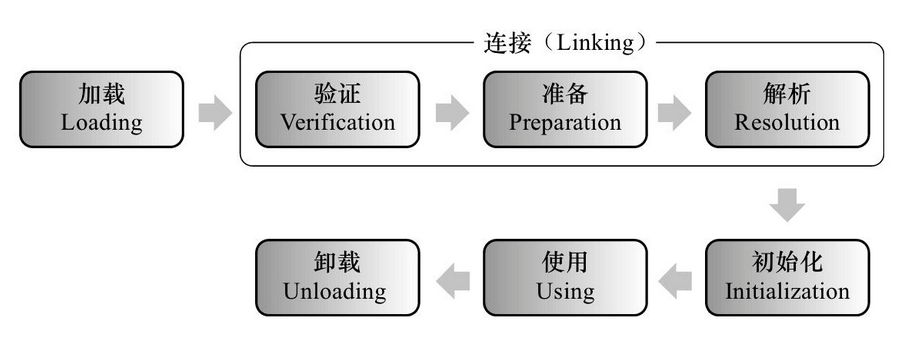 连接（Linking）
加载
Loading
验证
Verification
准备
Preparation
解析
Resolution
初始化
Initialization
使用
Using
卸载
Unloading